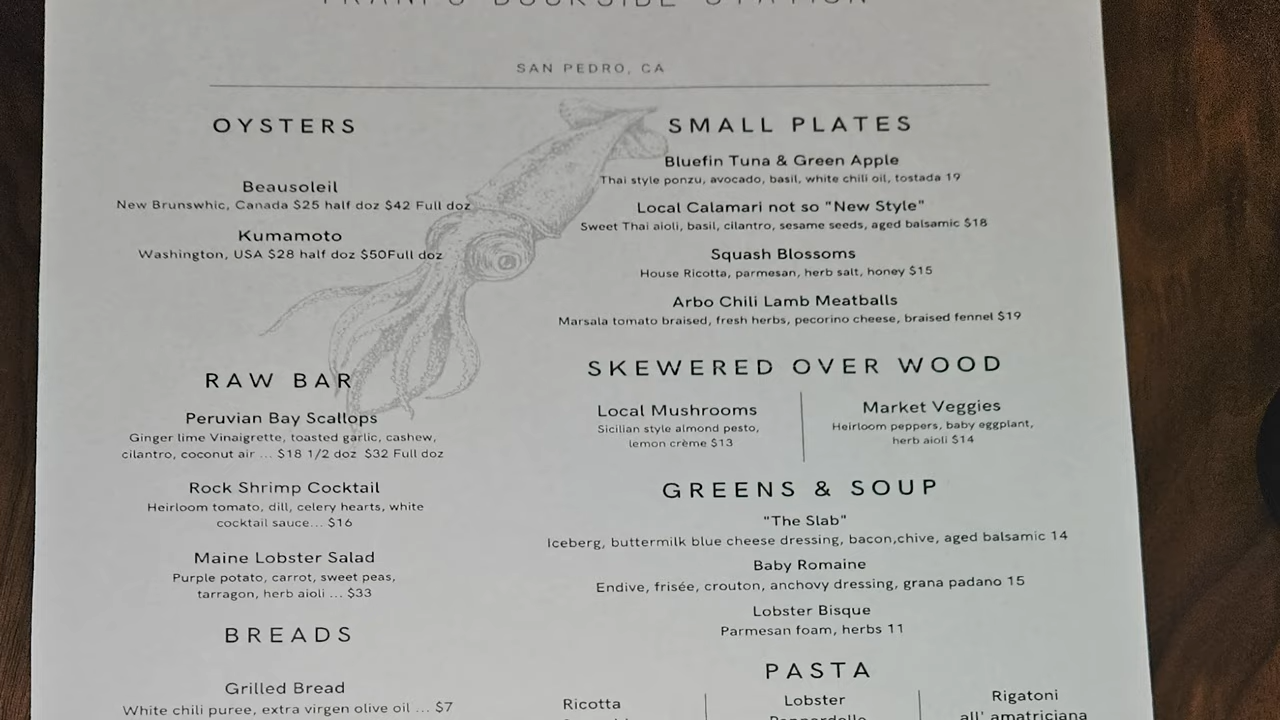 SAN PEDRO, CA
OYSTERS
Beausoleil
New Brunswhic, Canada $25 half doz $42 Full doz
Kumamoto
Washington, USA $28 half doz $50Full doz
RAW BAR
Peruvian Bay Scallops
Ginger lime Vinaigrette, toasted garlic, cashew,
cilantro, coconut air ... $18 1/2 doz $32 Full doz
Rock Shrimp Cocktail
Heirloom tomato, dill, celery hearts, white
cocktail sauce... $16
Maine Lobster Salad
Purple potato, carrot, sweet peas,
tarragon, herb aioli ... $33
BREADS
Grilled Bread
White chili puree, extra virgin olive oil ... $7
SMALL PLATES
Bluefin Tuna & Green Apple
Thai style ponzu, avocado, basil, white chili oil, tostada 19
Local Calamari not so "New Style"
Sweet Thai aioli, basil, cilantro, sesame seeds, aged balsamic $18
Squash Blossoms
House Ricotta, parmesan, herb salt, honey $15
Arbo Chili Lamb Meatballs
Marsala tomato braised, fresh herbs, pecorino cheese, braised fennel $19
SKEWERED OVER WOOD
Local Mushrooms
Sicilian style almond pesto,
lemon crème $13
Market Veggies
Heirloom peppers, baby eggplant,
herb aioli $14
GREENS & SOUP
"The Slab"
Iceberg, buttermilk blue cheese dressing, bacon,chive, aged balsamic 14
Baby Romaine
Endive, frisée, crouton, anchovy dressing, grana padano 15
Lobster Bisque
Parmesan foam, herbs 11
PASTA
Ricotta
Lobster
Rigatoni
all' amatriciana